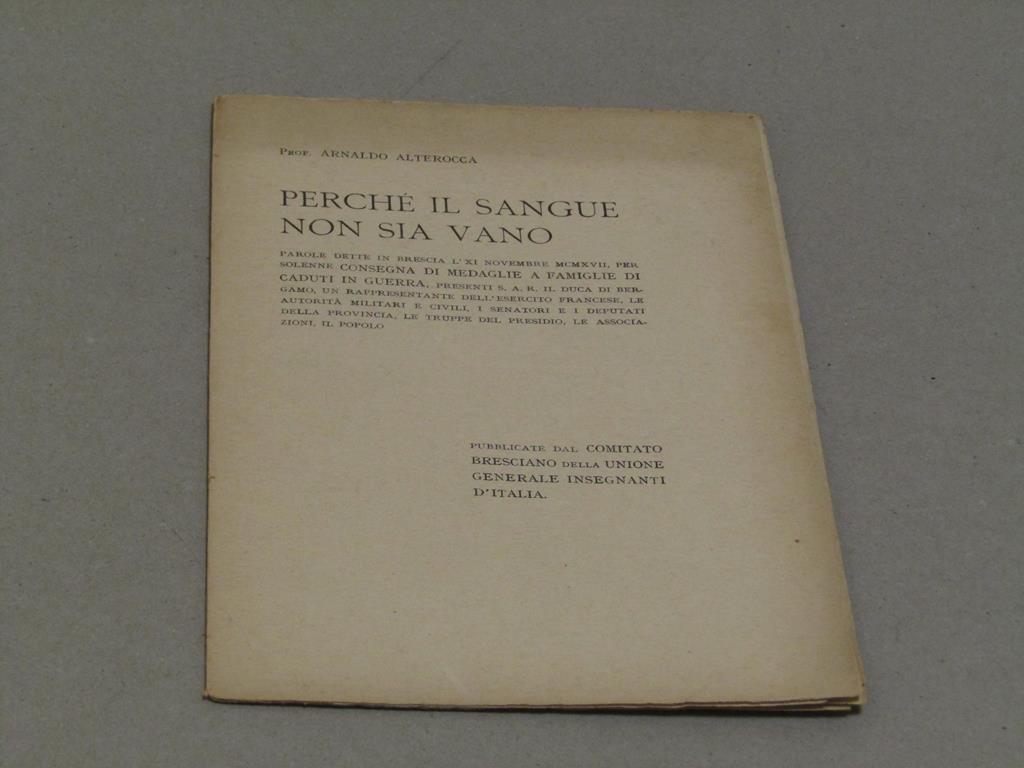 Prof. ARNALDO ALTEROCCA
PERCHÉ IL SANGUE
NON SIA VANO
PAROLE DETTE IN BRESCIA L'XI NOVEMBRE MCMXVII, PER
SOLENNE CONSEGNA DI MEDAGLIE A FAMIGLIE DI
CADUTI IN GUERRA, PRESENTI S. A. R. IL DUCA DI BER-
GAMO, UN RAPPRESENTANTE DELL'ESERCITO FRANCESE, LE
AUTORITÀ MILITARI E CIVILI, I SENATORI E I DEPUTATI
DELLA PROVINCIA, LE TRUPPE DEL PRESIDIO, LE ASSOCIA-
ZIONI, IL POPOLO
PUBBLICATE DAL COMITATO
BRESCIANO DELLA UNIONE
GENERALE INSEGNANTI
D'ITALIA.